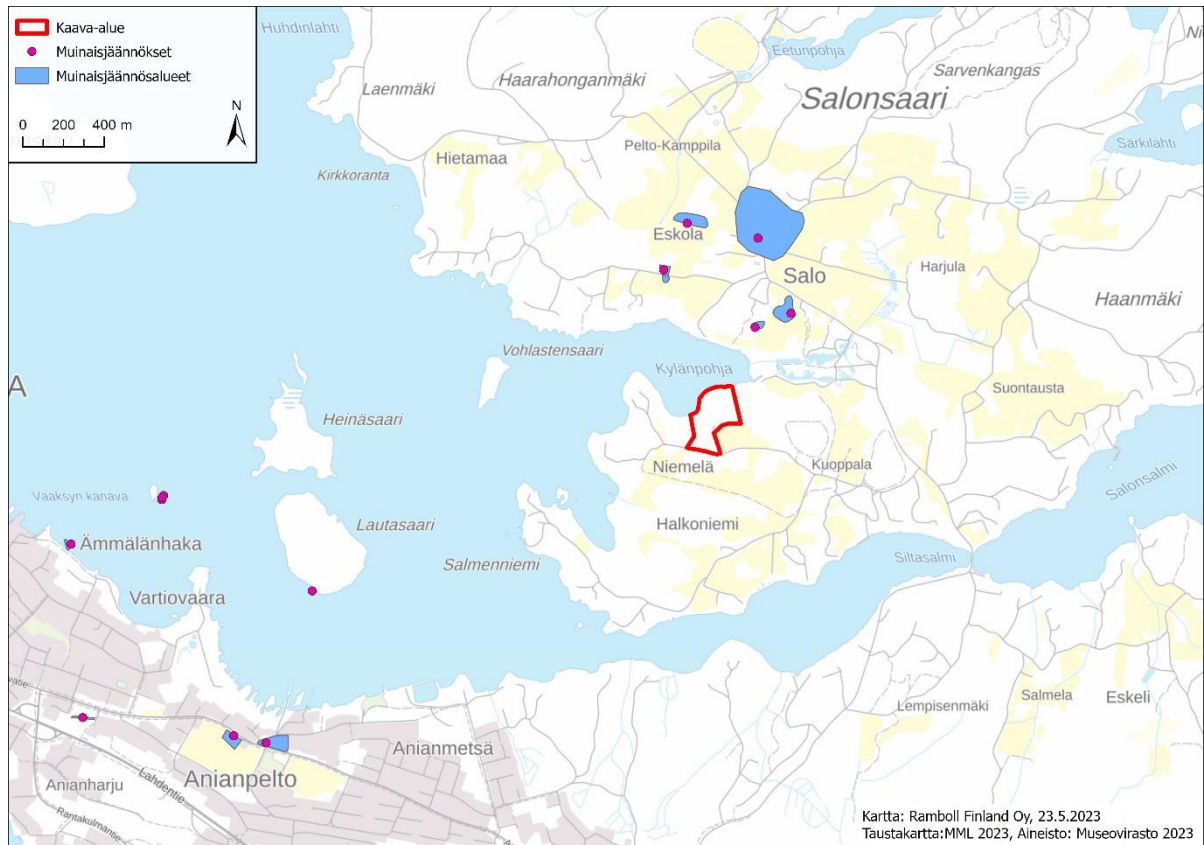 Kaava-alue
Muinaisjäännökset
Muinaisjäännösalueet
0 200 400 m
N
Huhdinlahti
Eetunpohja
Laenmäki
Haarahonganmäki
Sarvenkangas
Salonsaari
Särkilahti
Hietamaa
Pelto-Kamppila
Kirkkoranta
Eskola
Salo
Harjula
Haanmäki
Vohlastensaari
Kylänpohja
A
Heinäsaari
Suontausta
Niemelä
Kuoppala
Salonsalmi
Vääksyn kanava
Lautasaari
Halkoniemi
Ämmälänhaka
Salmenniemi
Siltasalmi
Vartiovaara
Lempisenmäki
Salmela
Eskeli
Anianmetsä
Anianharju
Anianpelto
Lahdentie
Rantakulmantie
Kartta: Ramboll Finland Oy, 23.5.2023
Taustakartta:MML 2023, Aineisto: Museovirasto 2023